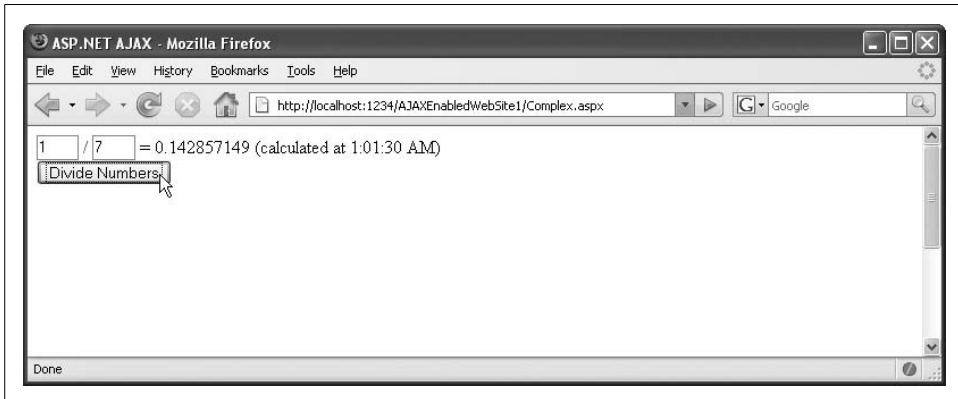 ASP.NET AJAX - Mozilla Firefox
File Edit View History Bookmarks Tools Help
http://localhost:1234/AJAXEnabledWebSite1/Complex.aspx G Google
1 / 7 = 0.142857149 (calculated at 1:01:30 AM)
Divide Numbers
Done